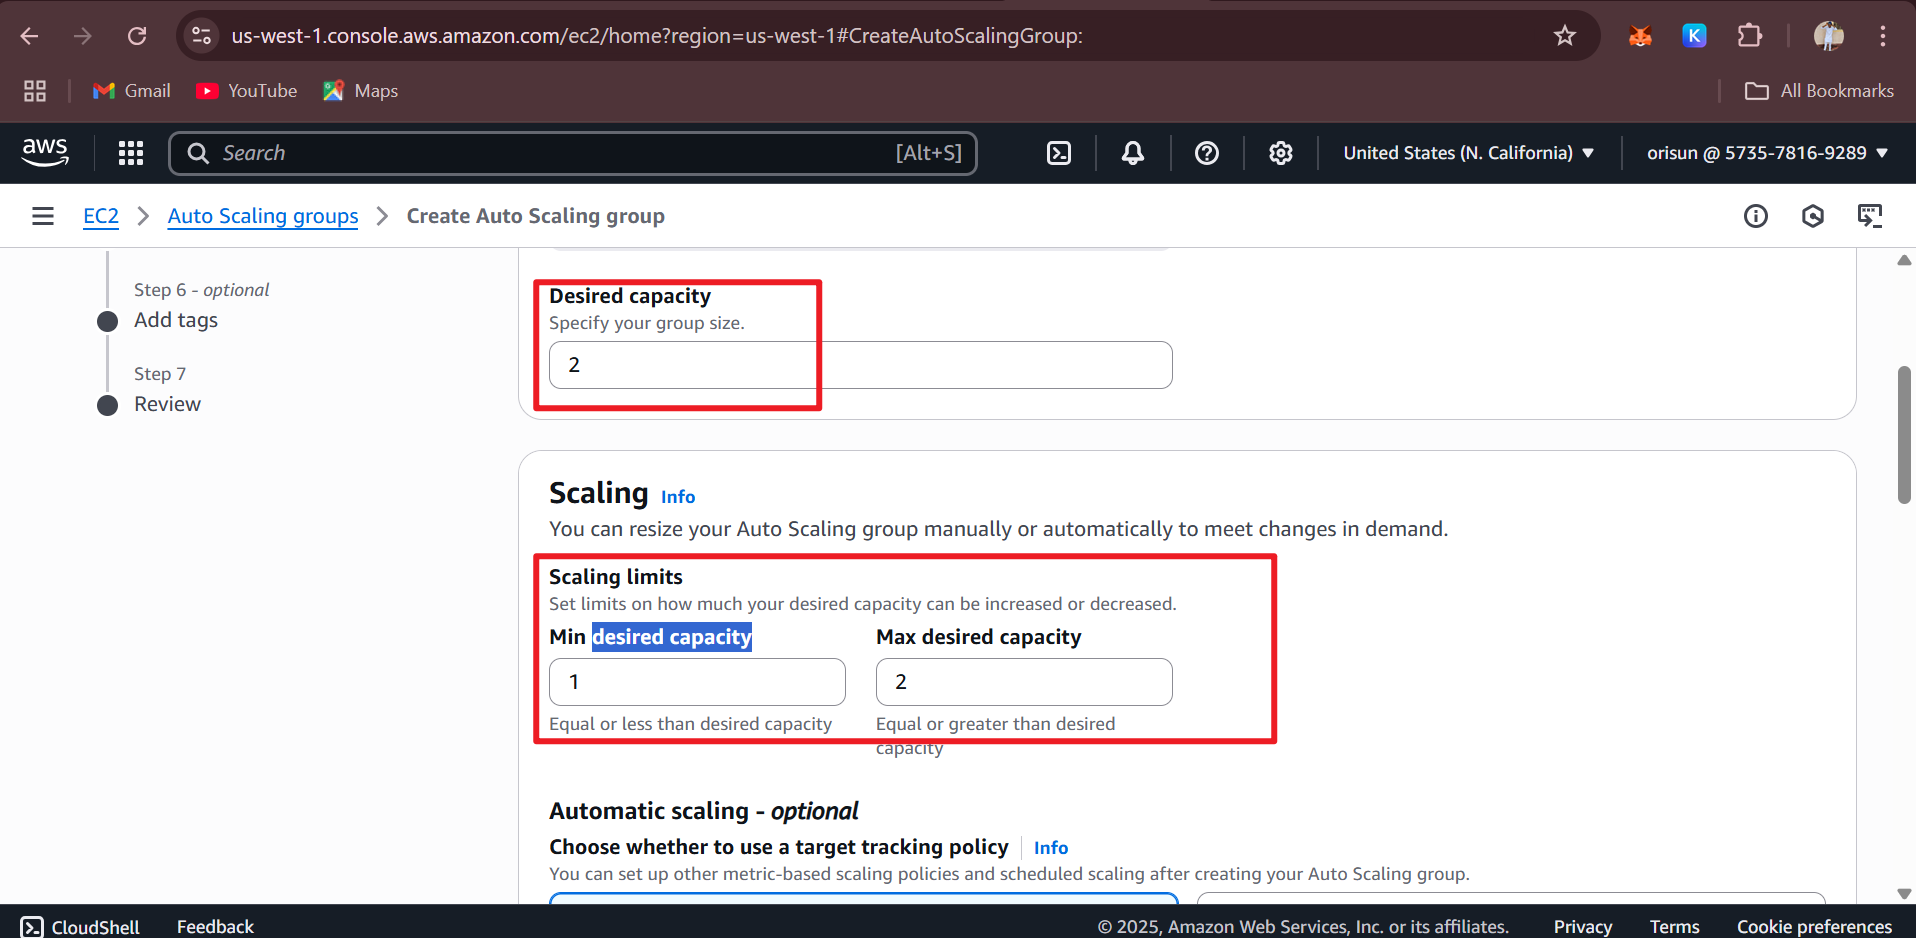 us-west-1.console.aws.amazon.com/ec2/home?region=us-west-1#CreateAutoScalingGroup:
K
Gmail
YouTube
Maps
All Bookmarks
aws
Search
[Alt+S]
United States (N. California)
orisun @ 5735-7816-9289
EC2
Auto Scaling groups
Create Auto Scaling group
Step 6 - optional
Add tags
Step 7
Review
Desired capacity
Specify your group size.
2
Scaling Info
You can resize your Auto Scaling group manually or automatically to meet changes in demand.
Scaling limits
Set limits on how much your desired capacity can be increased or decreased.
Min desired capacity
1
Equal or less than desired capacity
Max desired capacity
2
Equal or greater than desired
capacity
Automatic scaling - optional
Choose whether to use a target tracking policy Info
You can set up other metric-based scaling policies and scheduled scaling after creating your Auto Scaling group.
CloudShell
Feedback
© 2025, Amazon Web Services, Inc. or its affiliates.
Privacy
Terms
Cookie preferences